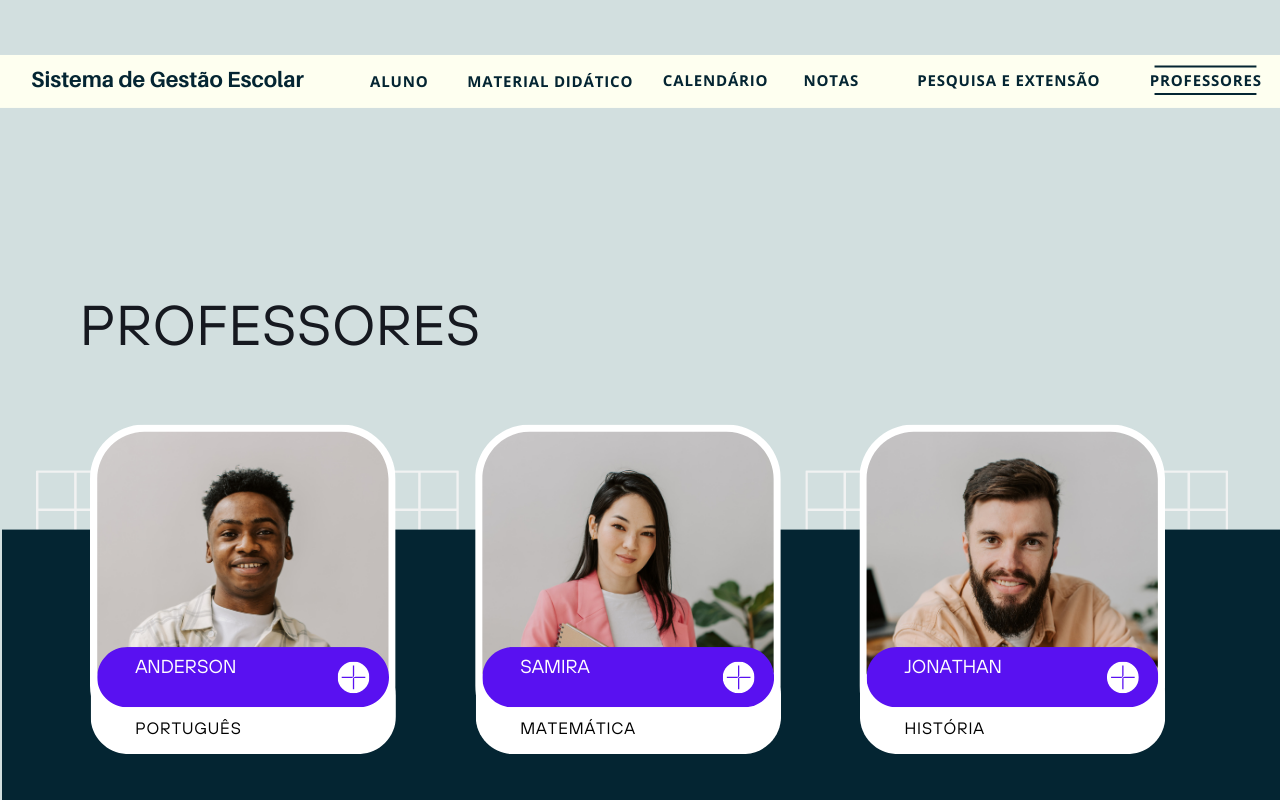 Sistema de Gestão Escolar ALUNO MATERIAL DIDÁTICO CALENDÁRIO NOTAS PESQUISA E EXTENSÃO PROFESSORES
PROFESSORES
ANDERSON
PORTUGUÊS
SAMIRA
MATEMÁTICA
JONATHAN
HISTÓRIA